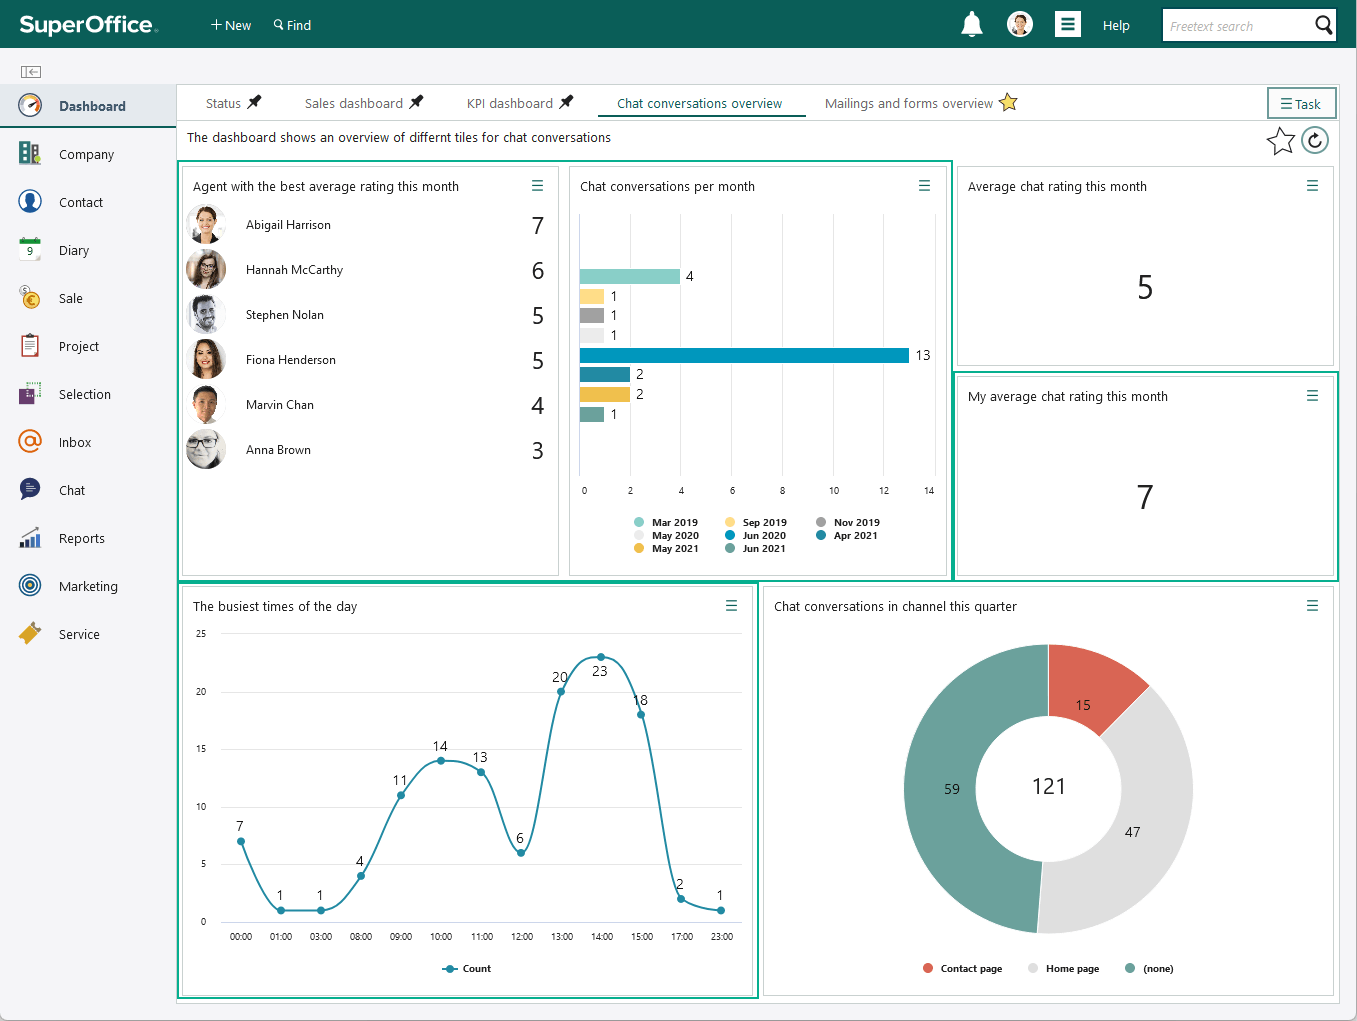 SuperOffice
New
Find
Help
Freetext search
Dashboard
Company
Contact
9
Diary
Sale
Project
Selection
Inbox
Chat
Reports
Marketing
Service
Status
Sales dashboard
KPI dashboard
Chat conversations overview
Mailings and forms overview
Task
The dashboard shows an overview of differnt tiles for chat conversations
Agent with the best average rating this month
Abigail Harrison 7
Hannah McCarthy 6
Stephen Nolan 5
Fiona Henderson 5
Marvin Chan 4
Anna Brown 3
Chat conversations per month
4
1
1
1
13
2
2
1
0 2 4 6 8 10 12 14
Mar 2019 Sep 2019 Nov 2019
May 2020 Jun 2020 Apr 2021
May 2021 Jun 2021
Average chat rating this month
5
My average chat rating this month
7
The busiest times of the day
25
20
15
10
5
0
7 1 1 4 11 14 13 6 20 23 18 2 1
00:00 01:00 03:00 08:00 09:00 10:00 11:00 12:00 13:00 14:00 15:00 17:00 23:00
Count
Chat conversations in channel this quarter
15
59
121
47
Contact page Home page (none)